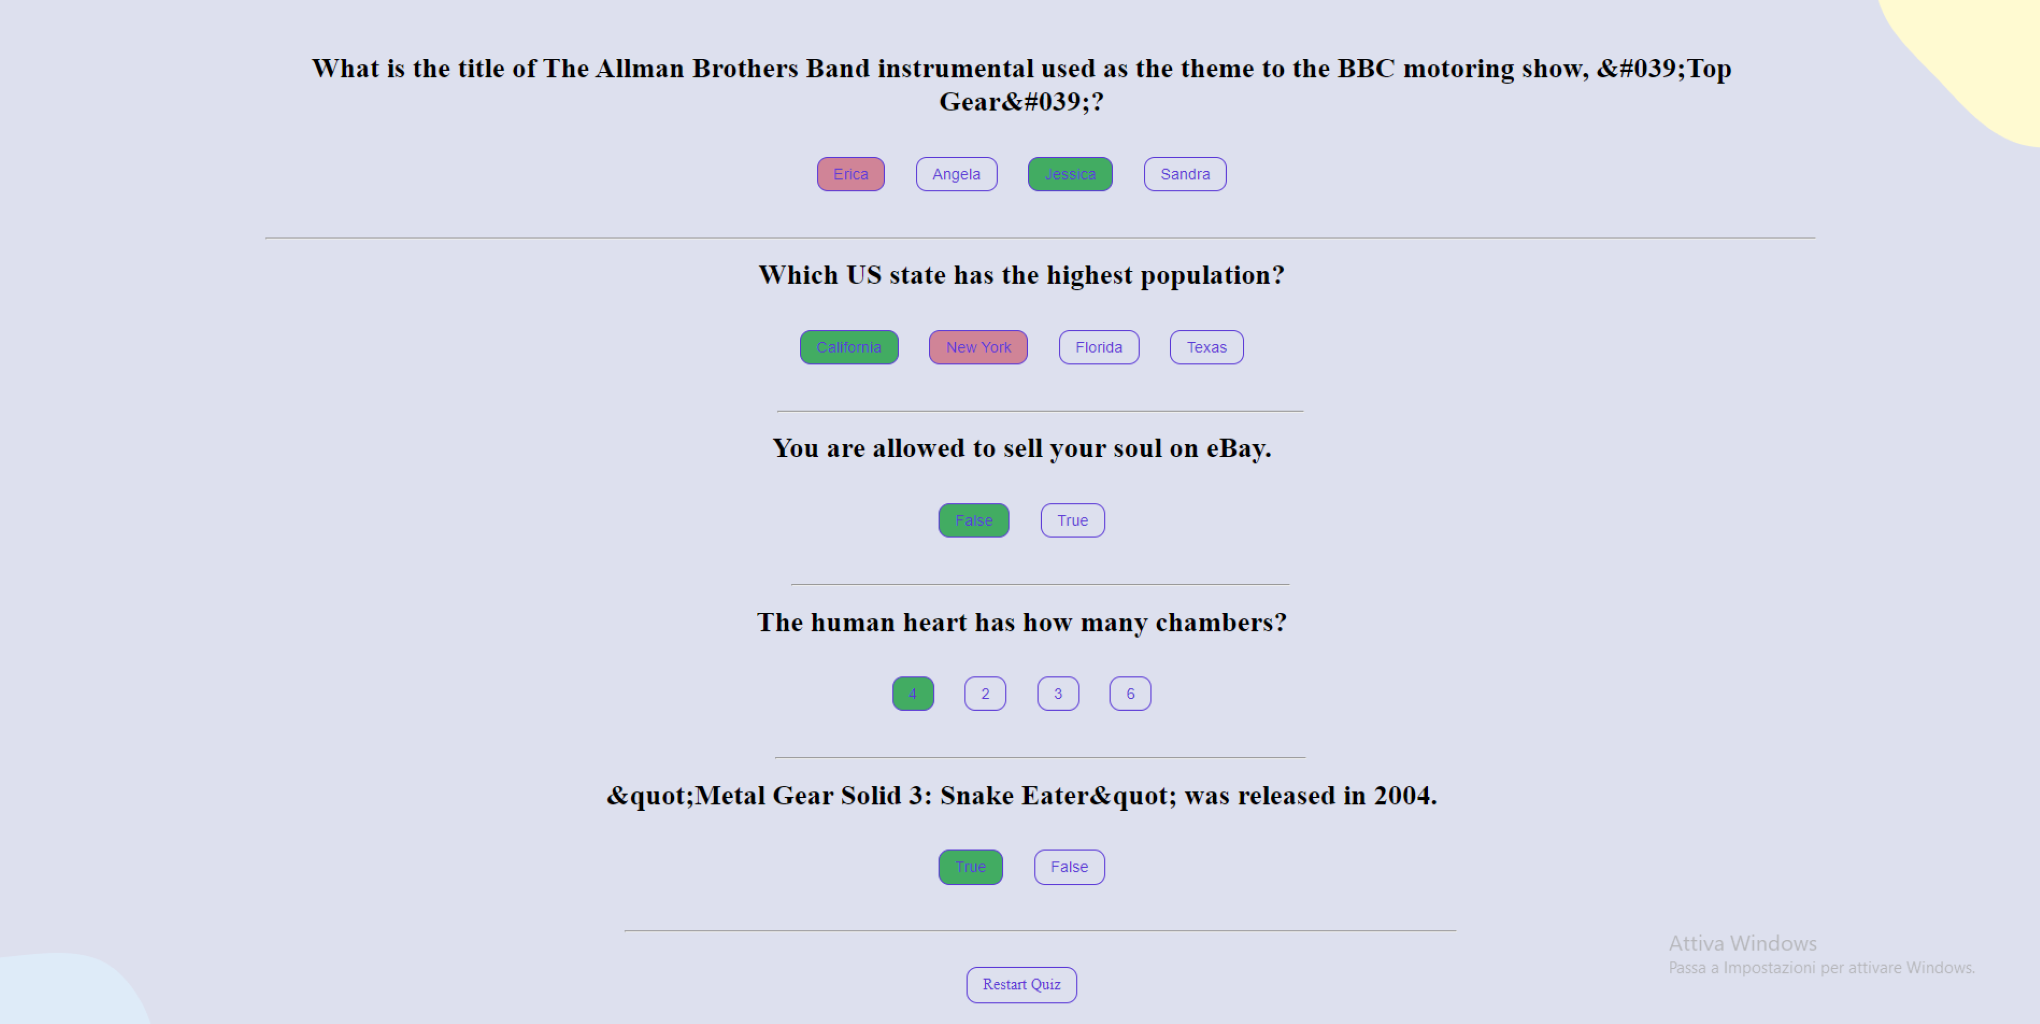 What is the title of The Allman Brothers Band instrumental used as the theme to the BBC motoring show, &#039;Top
Gear&#039;?
Erica Angela Jessica Sandra
Which US state has the highest population?
California New York Florida Texas
You are allowed to sell your soul on eBay.
False True
The human heart has how many chambers?
4 2 3 6
&quot;Metal Gear Solid 3: Snake Eater&quot; was released in 2004.
True False
Attiva Windows
Passa a Impostazioni per attivare Windows.
Restart Quiz